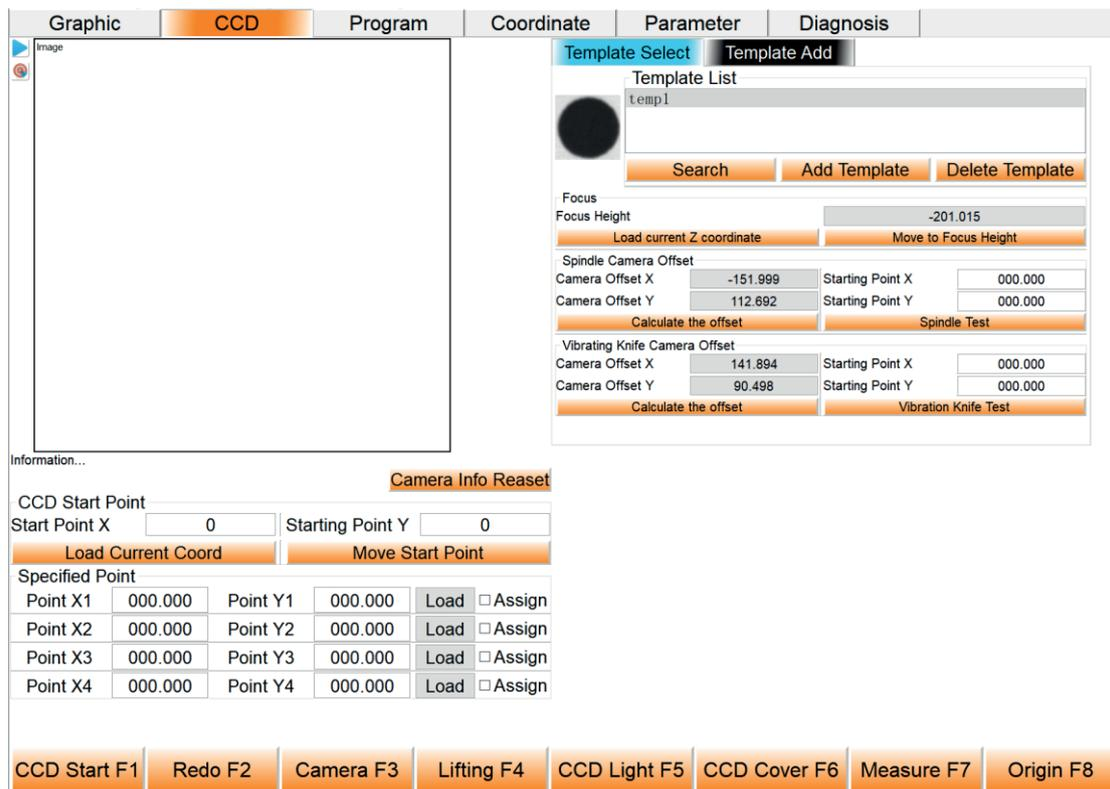 Graphic CCD Program Coordinate Parameter Diagnosis
Image
Template Select Template Add
Template List
temp1
Search Add Template Delete Template
Focus
Focus Height -201.015
Load current Z coordinate Move to Focus Height
Spindle Camera Offset
Camera Offset X -151.999 Starting Point X 000.000
Camera Offset Y 112.692 Starting Point Y 000.000
Calculate the offset Spindle Test
Vibrating Knife Camera Offset
Camera Offset X 141.894 Starting Point X 000.000
Camera Offset Y 90.498 Starting Point Y 000.000
Calculate the offset Vibration Knife Test
Information...
Camera Info Reaset
CCD Start Point
Start Point X 0 Starting Point Y 0
Load Current Coord Move Start Point
Specified Point
Point X1 000.000 Point Y1 000.000 Load Assign
Point X2 000.000 Point Y2 000.000 Load Assign
Point X3 000.000 Point Y3 000.000 Load Assign
Point X4 000.000 Point Y4 000.000 Load Assign
CCD Start F1 Redo F2 Camera F3 Lifting F4 CCD Light F5 CCD Cover F6 Measure F7 Origin F8